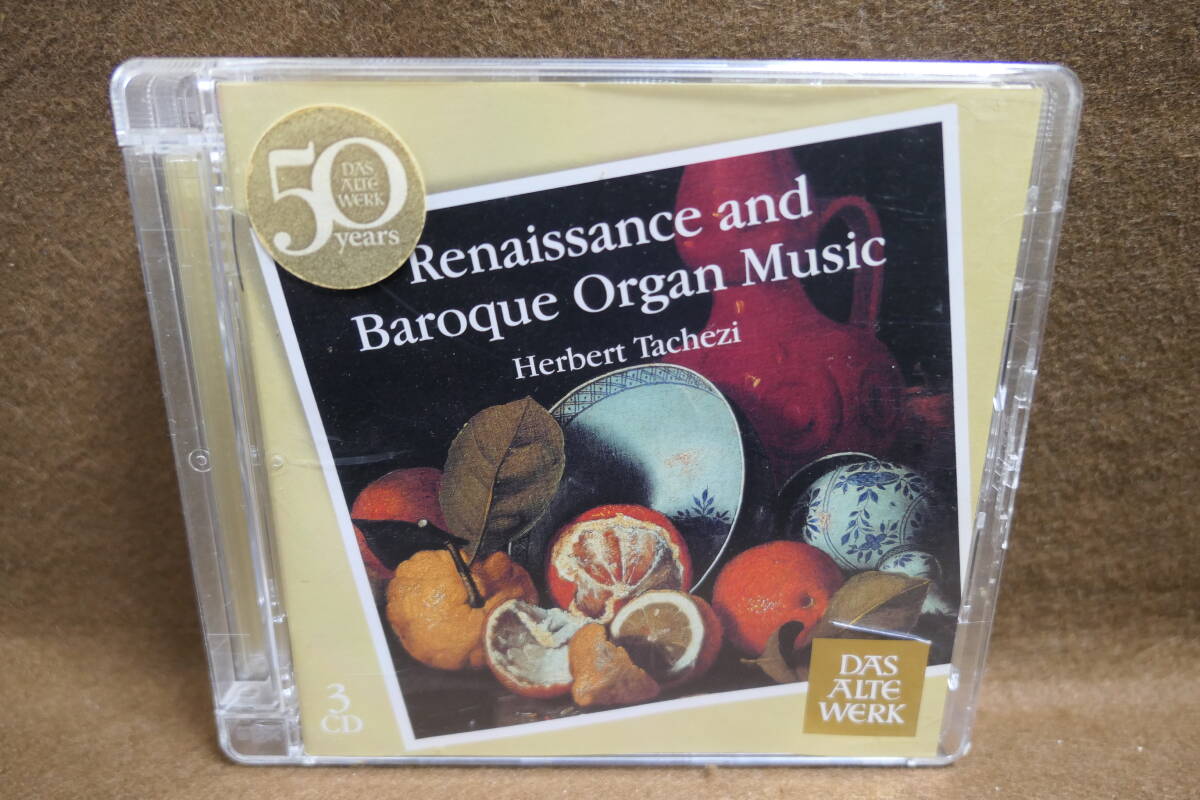 50
DAS
ALTE
WERK
years
Renaissance and
Baroque Organ Music
Herbert Tachezi
3
CD
DAS
ALTE
WERK